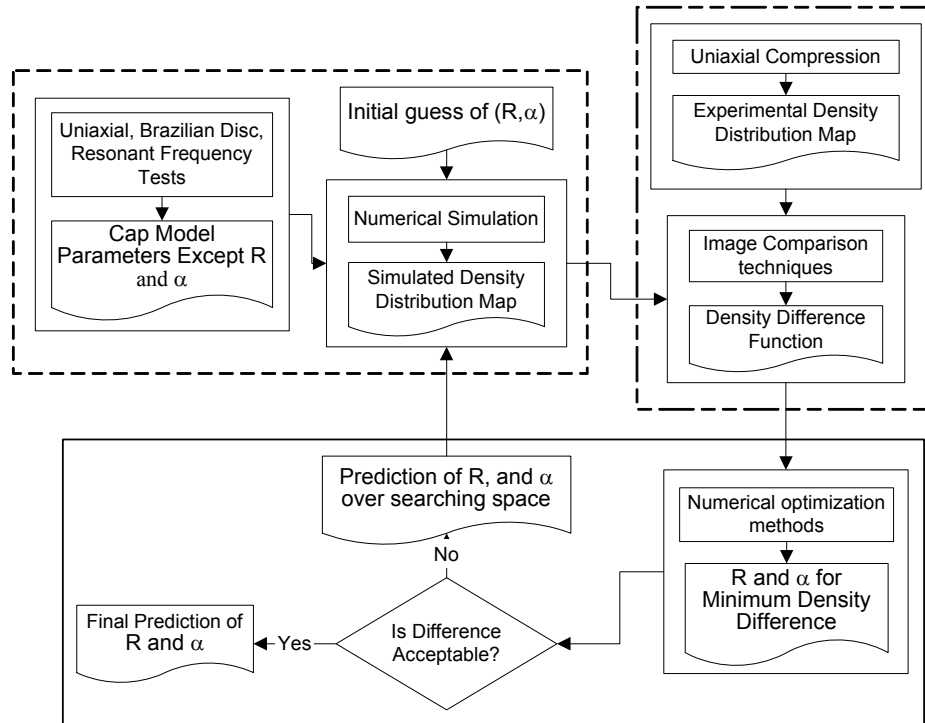 Uniaxial, Brazilian Disc,
Resonant Frequency
Tests
Cap Model
Parameters Except R
and α
Initial guess of (R,α)
Numerical Simulation
Simulated Density
Distribution Map
Uniaxial Compression
Experimental Density
Distribution Map
Image Comparison
techniques
Density Difference
Function
Numerical optimization
methods
R and α for
Minimum Density
Difference
Is Difference
Acceptable?
No
Prediction of R, and α
over searching space
Yes
Final Prediction of
R and α